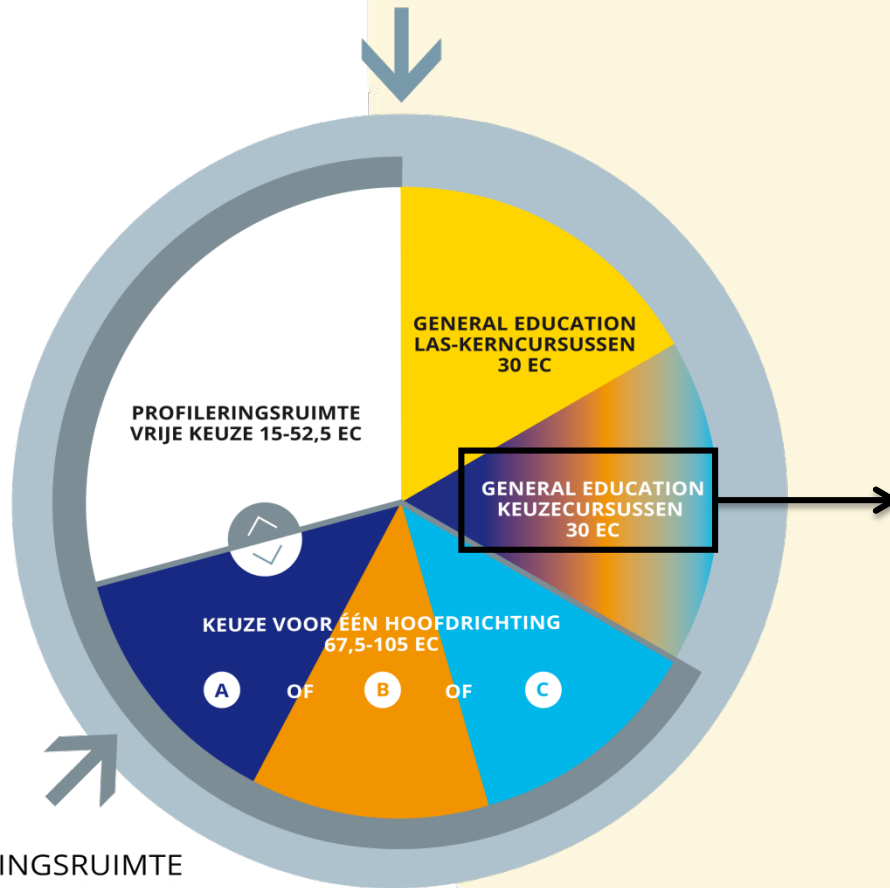 GENERAL EDUCATION
LAS-KERNCURSUSSEN
30 EC
PROFILERINGSRUIMTE
VRIJE KEUZE 15-52,5 EC
GENERAL EDUCATION
KEUZECURSUSSEN
30 EC
KEUZE VOOR ÉÉN HOOFDRICHTING
67,5-105 EC
A OF B OF C
INGSRUIMTE